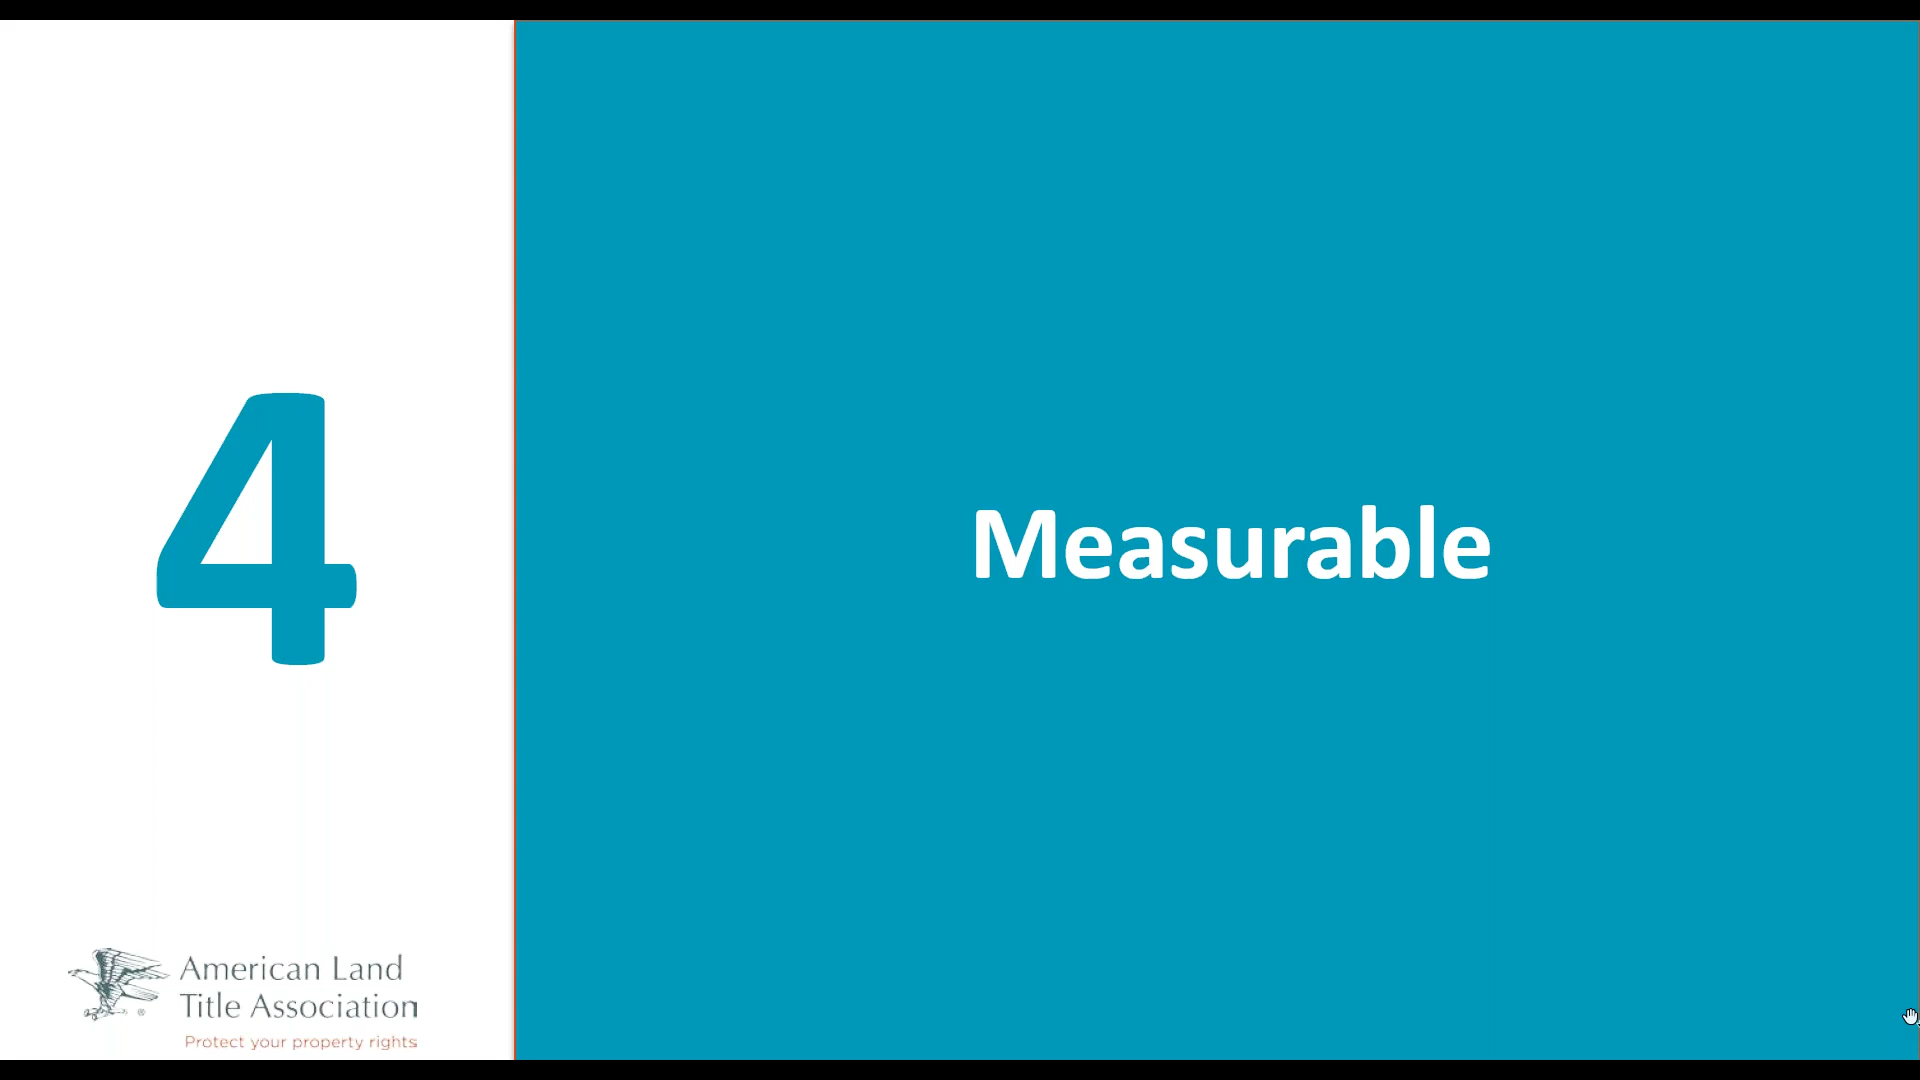 4
Measurable
American Land
Title Association
®
Protect your property rights